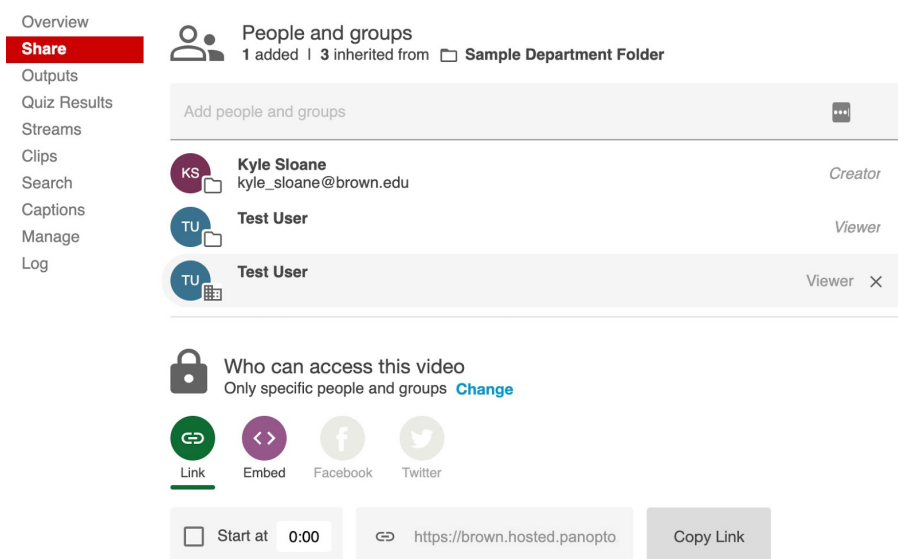 Overview
Share
Outputs
Quiz Results
Streams
Clips
Search
Captions
Manage
Log
People and groups
1 added | 3 inherited from Sample Department Folder
Add people and groups
KS
Kyle Sloane
kyle_sloane@brown.edu
Creator
TU
Test User
Viewer
TU
Test User
Viewer
Who can access this video
Only specific people and groups Change
Link
Embed
Facebook
Twitter
Start at 0:00
https://brown.hosted.panopto
Copy Link